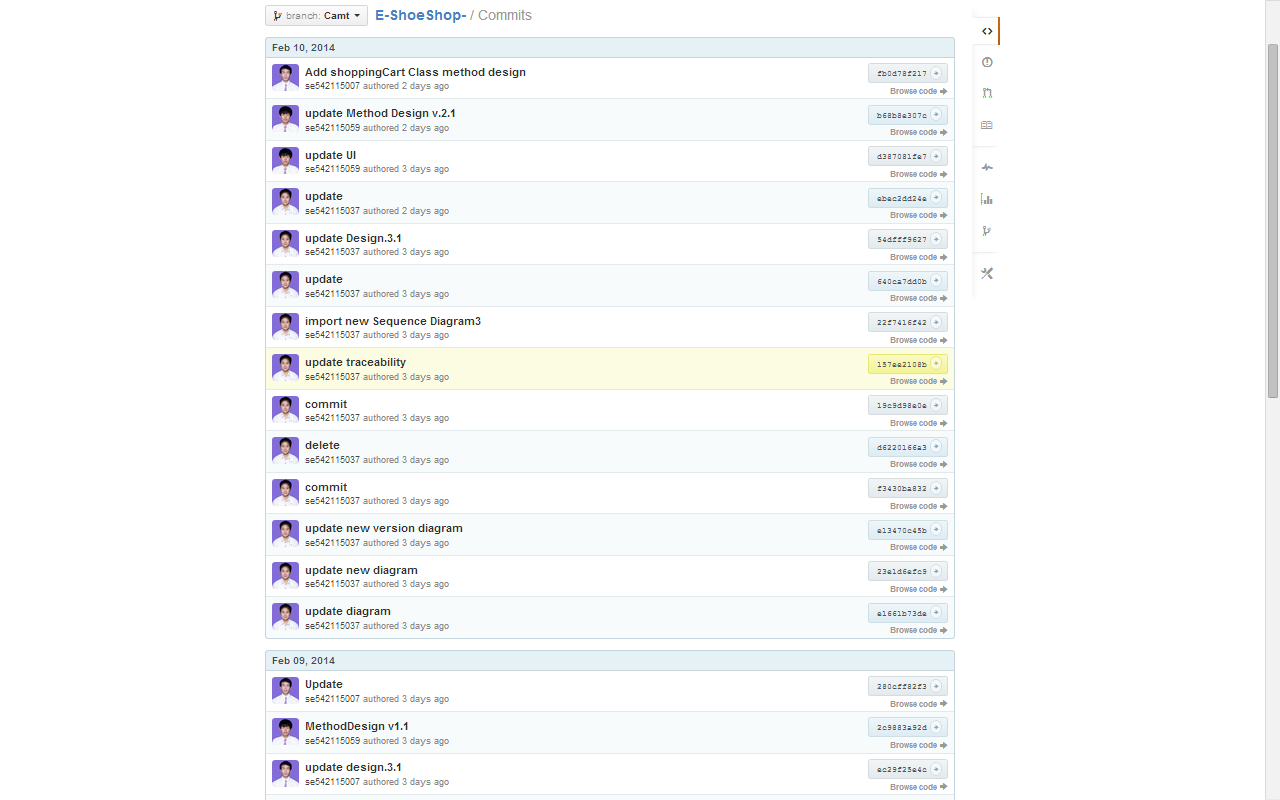 branch: Camt E-ShoeShop- / Commits
Feb 10, 2014
Add shoppingCart Class method design
fb0d78f217
se542115007 authored 2 days ago
Browse code
update Method Design v.2.1
b68b8e307c
se542115059 authored 2 days ago
Browse code
update UI
d387081fe7
se542115059 authored 3 days ago
Browse code
update
ebec2dd24e
se542115037 authored 2 days ago
Browse code
update Design.3.1
54dfff9627
se542115037 authored 3 days ago
Browse code
update
640ca7dd0b
se542115037 authored 3 days ago
Browse code
import new Sequence Diagram3
22f7416f42
se542115037 authored 3 days ago
Browse code
update traceability
157ee2108b
se542115037 authored 3 days ago
Browse code
commit
19c9d98e0e
se542115037 authored 3 days ago
Browse code
delete
d6220166a3
se542115037 authored 3 days ago
Browse code
commit
f3430ba832
se542115037 authored 3 days ago
Browse code
update new version diagram
e13470c45b
se542115037 authored 3 days ago
Browse code
update new diagram
23e1d6efc9
se542115037 authored 3 days ago
Browse code
update diagram
e1661b73de
se542115037 authored 3 days ago
Browse code
Feb 09, 2014
Update
280cff82f3
se542115007 authored 3 days ago
Browse code
MethodDesign v1.1
2c9883a92d
se542115059 authored 3 days ago
Browse code
update design.3.1
ec29f25e4c
se542115007 authored 3 days ago
Browse code